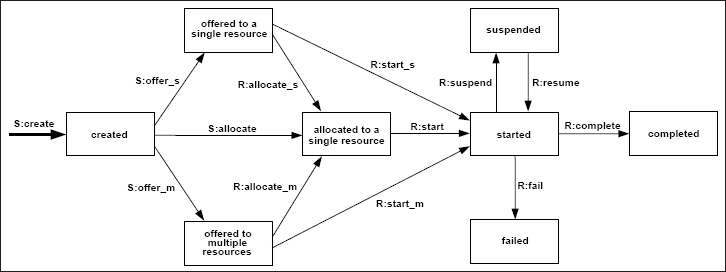 offered to a
single resource
suspended
R:start_s
S:offer_s
R:allocate_s
R:suspend
R:resume
S:create
created
S:allocate
allocated to a
single resource
R:start
started
R:complete
completed
S:offer_m
R:allocate_m
R:start_m
R:fail
offered to
multiple
resources
failed